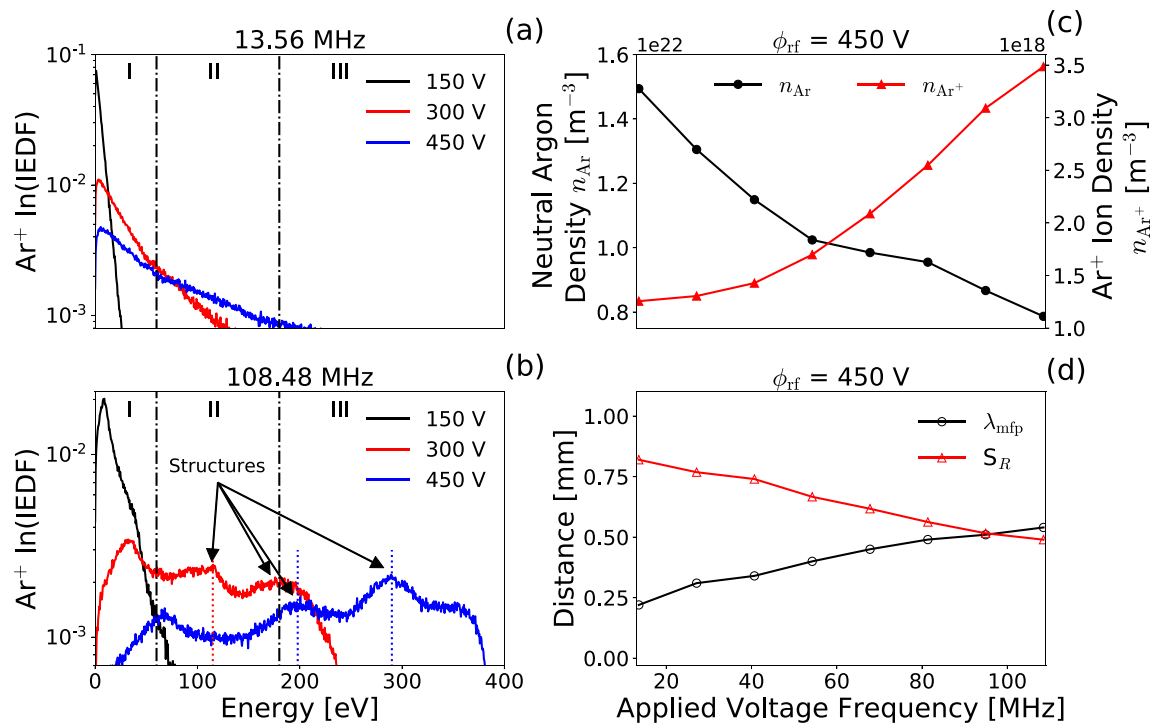 13.56 MHz
(a)
I
II
III
150 V
300 V
450 V
10⁻¹
10⁻²
10⁻³
Ar⁺ ln(IEDF)
108.48 MHz
(b)
I
II
III
150 V
300 V
450 V
Structures
10⁻²
10⁻³
Ar⁺ ln(IEDF)
0
100
200
300
400
Energy [eV]
ϕrf = 450 V
(c)
1e22
1e18
nAr
nAr⁺
1.6
1.4
1.2
1.0
0.8
Neutral Argon
Density nAr [m⁻³]
3.5
3.0
2.5
2.0
1.5
1.0
Ar⁺ Ion Density
nAr⁺ [m⁻³]
ϕrf = 450 V
(d)
λmfp
SR
1.00
0.75
0.50
0.25
0.00
Distance [mm]
20
40
60
80
100
Applied Voltage Frequency [MHz]